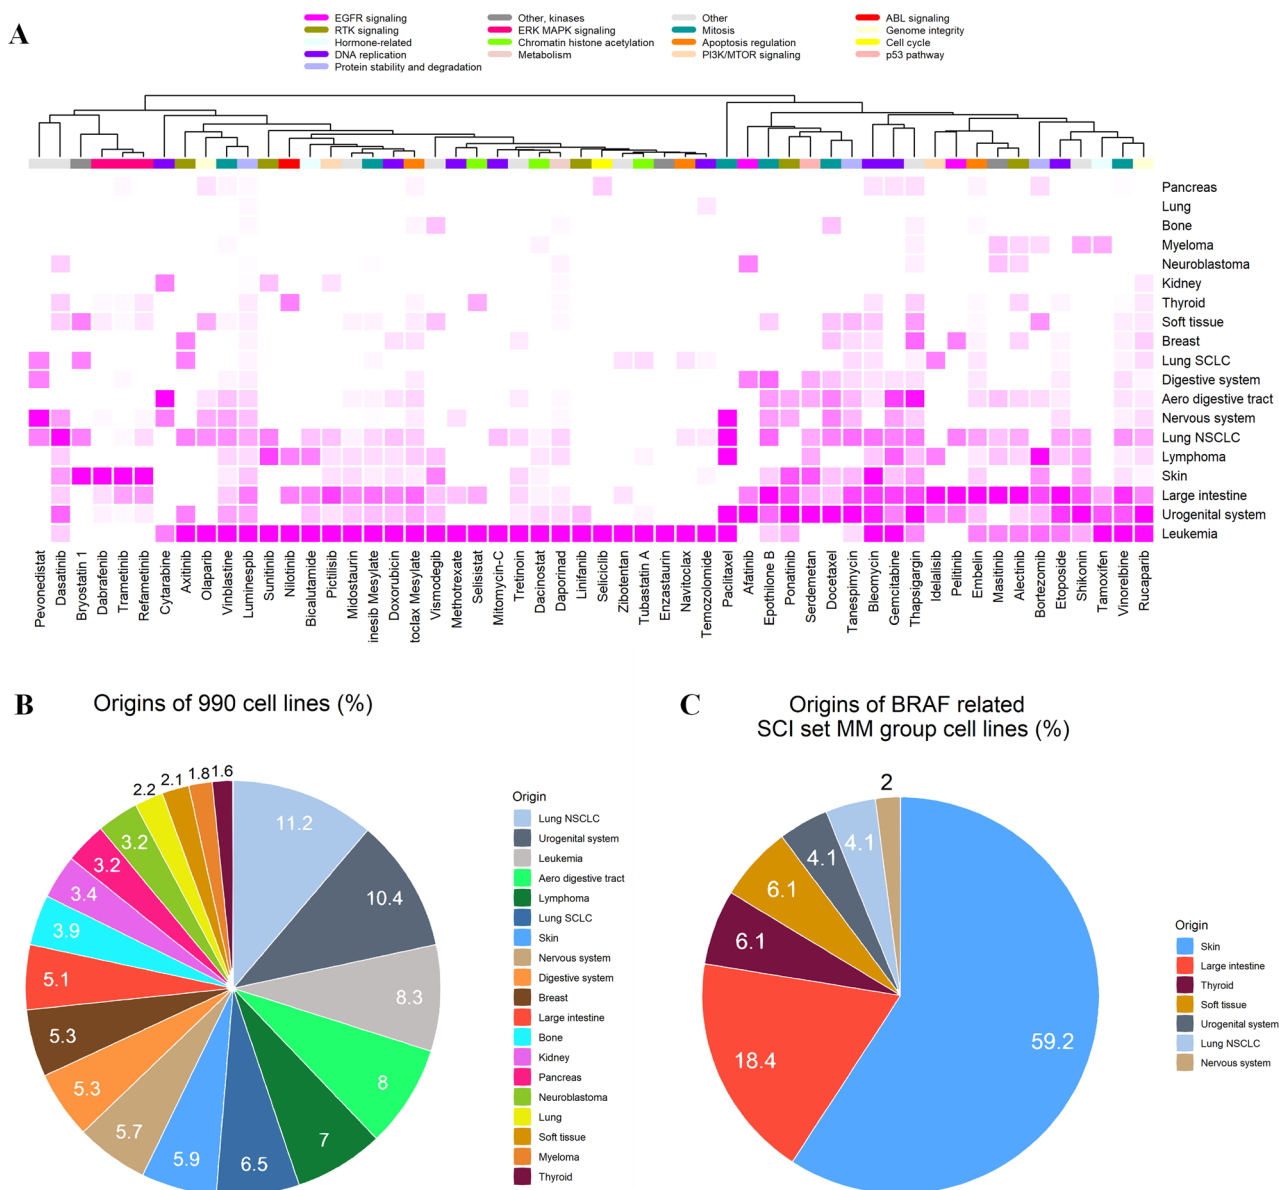 A
EGFR signaling
RTK signaling
Hormone-related
DNA replication
Protein stability and degradation
Other, kinases
ERK MAPK signaling
Chromatin histone acetylation
Metabolism
Other
Mitosis
Apoptosis regulation
PI3K/MTOR signaling
ABL signaling
Genome integrity
Cell cycle
p53 pathway
Pancreas
Lung
Bone
Myeloma
Neuroblastoma
Kidney
Thyroid
Soft tissue
Breast
Lung SCLC
Digestive system
Aero digestive tract
Nervous system
Lung NSCLC
Lymphoma
Skin
Large intestine
Urogenital system
Leukemia
Pevonedistat
Dasatinib
Bryostatin 1
Dabrafenib
Trametinib
Refametinib
Cytarabine
Axitinib
Olaparib
Vinblastine
Luminespib
Sunitinib
Nilotinib
Bicalutamide
Pictilisib
Midostaurin
inesib Mesylate
Doxorubicin
toclax Mesylate
Vismodegib
Methotrexate
Selisistat
Mitomycin-C
Tretinoin
Dacinostat
Daporinad
Linifanib
Seliciclib
Zibotentan
Tubastatin A
Enzastaurin
Navitoclax
Temozolomide
Paclitaxel
Afatinib
Epothilone B
Ponatinib
Serdemetan
Docetaxel
Tanespimycin
Bleomycin
Gemcitabine
Thapsigargin
Idelalisib
Pelitinib
Embelin
Masitinib
Alectinib
Bortezomib
Etoposide
Shikonin
Tamoxifen
Vinorelbine
Rucaparib
B
Origins of 990 cell lines (%)
11.2
10.4
8.3
8
7
6.5
5.9
5.7
5.3
5.3
5.1
3.9
3.4
3.2
3.2
2.2
2.1
1.8
1.6
Origin
Lung NSCLC
Urogenital system
Leukemia
Aero digestive tract
Lymphoma
Lung SCLC
Skin
Nervous system
Digestive system
Breast
Large intestine
Bone
Kidney
Pancreas
Neuroblastoma
Lung
Soft tissue
Myeloma
Thyroid
C
Origins of BRAF related
SCI set MM group cell lines (%)
59.2
18.4
6.1
6.1
4.1
4.1
2
Origin
Skin
Large intestine
Thyroid
Soft tissue
Urogenital system
Lung NSCLC
Nervous system